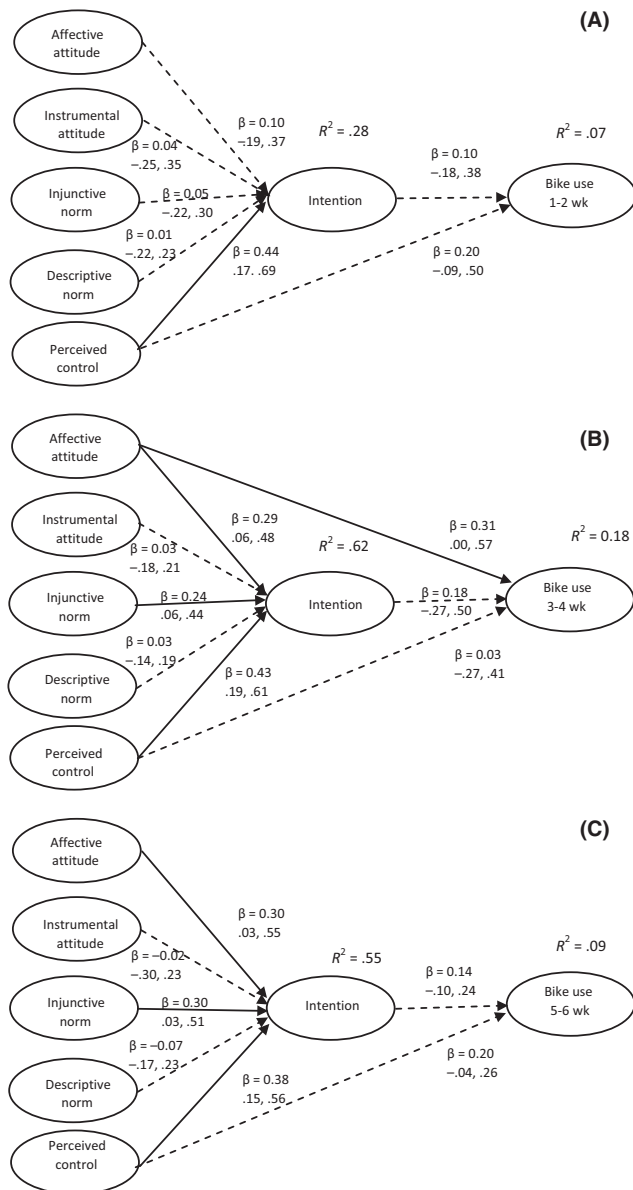 (A)
Affective
attitude
Instrumental
attitude
Injunctive
norm
Descriptive
norm
Perceived
control
β = 0.10
–.19, .37
β = 0.04
–.25, .35
β = 0.05
–.22, .30
β = 0.01
–.22, .23
β = 0.44
.17. .69
R² = .28
Intention
β = 0.10
–.18, .38
β = 0.20
–.09, .50
R² = .07
Bike use
1-2 wk
(B)
Affective
attitude
Instrumental
attitude
Injunctive
norm
Descriptive
norm
Perceived
control
β = 0.29
.06, .48
β = 0.03
–.18, .21
β = 0.24
.06, .44
β = 0.03
–.14, .19
β = 0.43
.19, .61
R² = .62
Intention
β = 0.31
.00, .57
β = 0.18
–.27, .50
β = 0.03
–.27, .41
R² = 0.18
Bike use
3-4 wk
(C)
Affective
attitude
Instrumental
attitude
Injunctive
norm
Descriptive
norm
Perceived
control
β = 0.30
.03, .55
β = –0.02
–.30, .23
β = 0.30
.03, .51
β = –0.07
–.17, .23
β = 0.38
.15, .56
R² = .55
Intention
β = 0.14
–.10, .24
β = 0.20
–.04, .26
R² = .09
Bike use
5-6 wk